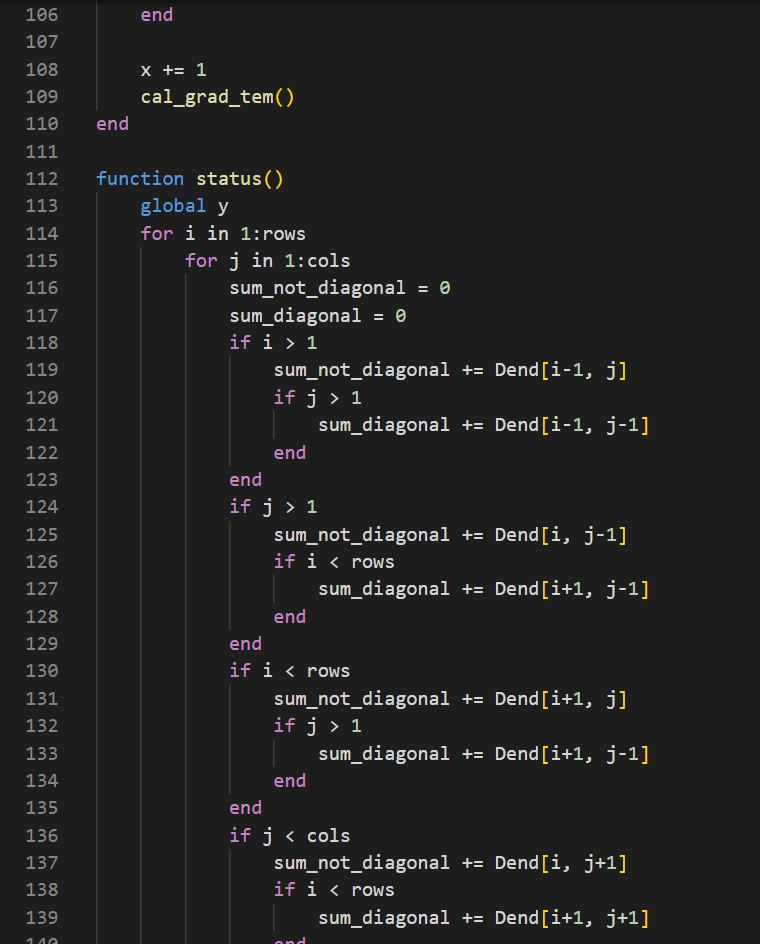 106        end
107
108        x += 1
109        cal_grad_tem()
110    end
111
112    function status()
113        global y
114        for i in 1:rows
115            for j in 1:cols
116                sum_not_diagonal = 0
117                sum_diagonal = 0
118                if i > 1
119                    sum_not_diagonal += Dend[i-1, j]
120                    if j > 1
121                        sum_diagonal += Dend[i-1, j-1]
122                    end
123                end
124                if j > 1
125                    sum_not_diagonal += Dend[i, j-1]
126                    if i < rows
127                        sum_diagonal += Dend[i+1, j-1]
128                    end
129                end
130                if i < rows
131                    sum_not_diagonal += Dend[i+1, j]
132                    if j > 1
133                        sum_diagonal += Dend[i+1, j-1]
134                    end
135                end
136                if j < cols
137                    sum_not_diagonal += Dend[i, j+1]
138                    if i < rows
139                        sum_diagonal += Dend[i+1, j+1]
140                    end